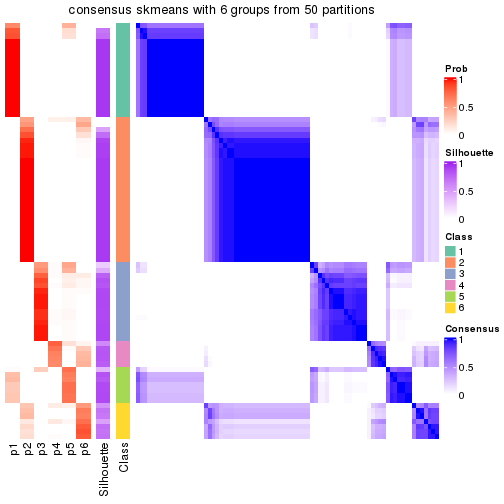 consensus skmeans with 6 groups from 50 partitions
Prob
1
0.5
0
Silhouette
1
0.5
0
Class
1
2
3
4
5
6
Consensus
1
0.5
0
p1
p2
p3
p4
p5
p6
Silhouette
Class